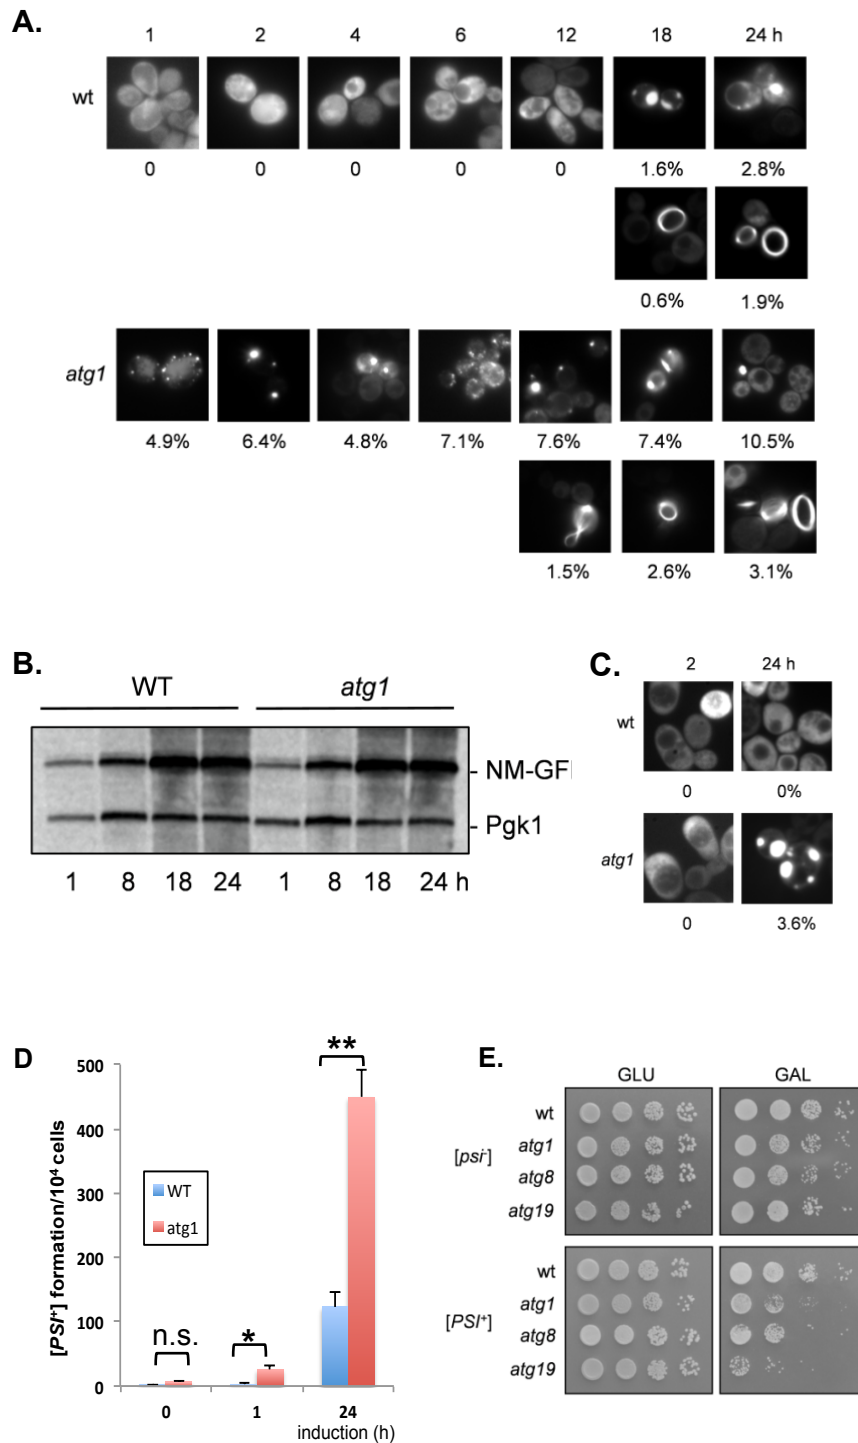 A.
1 2 4 6 12 18 24 h
wt
0 0 0 0 0 1.6% 2.8%
0.6% 1.9%
atg1
4.9% 6.4% 4.8% 7.1% 7.6% 7.4% 10.5%
1.5% 2.6% 3.1%
B.
WT atg1
- NM-GFI
- Pgk1
1 8 18 24 1 8 18 24 h
C.
2 24 h
wt
0 0%
atg1
0 3.6%
D
[PSI+] formation/10⁴ cells
500
400
300
200
100
0
WT
atg1
n.s.
*
**
0 1 24
induction (h)
E.
GLU GAL
[psi-]
wt
atg1
atg8
atg19
[PSI+]
wt
atg1
atg8
atg19